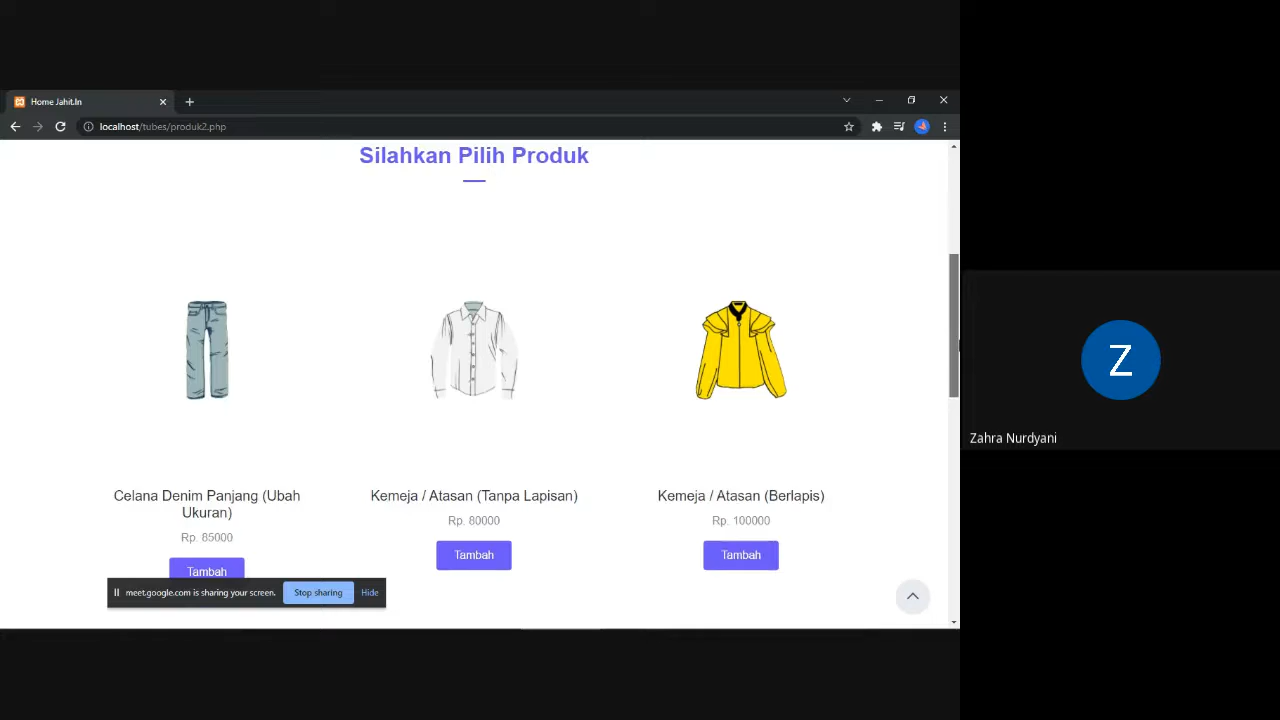 Home Jahit.In
localhost/tubes/produk2.php
Silahkan Pilih Produk
Celana Denim Panjang (Ubah
Ukuran)
Rp. 85000
Tambah
Kemeja / Atasan (Tanpa Lapisan)
Rp. 80000
Tambah
Kemeja / Atasan (Berlapis)
Rp. 100000
Tambah
meet.google.com is sharing your screen.
Stop sharing
Hide
Z
Zahra Nurdyani